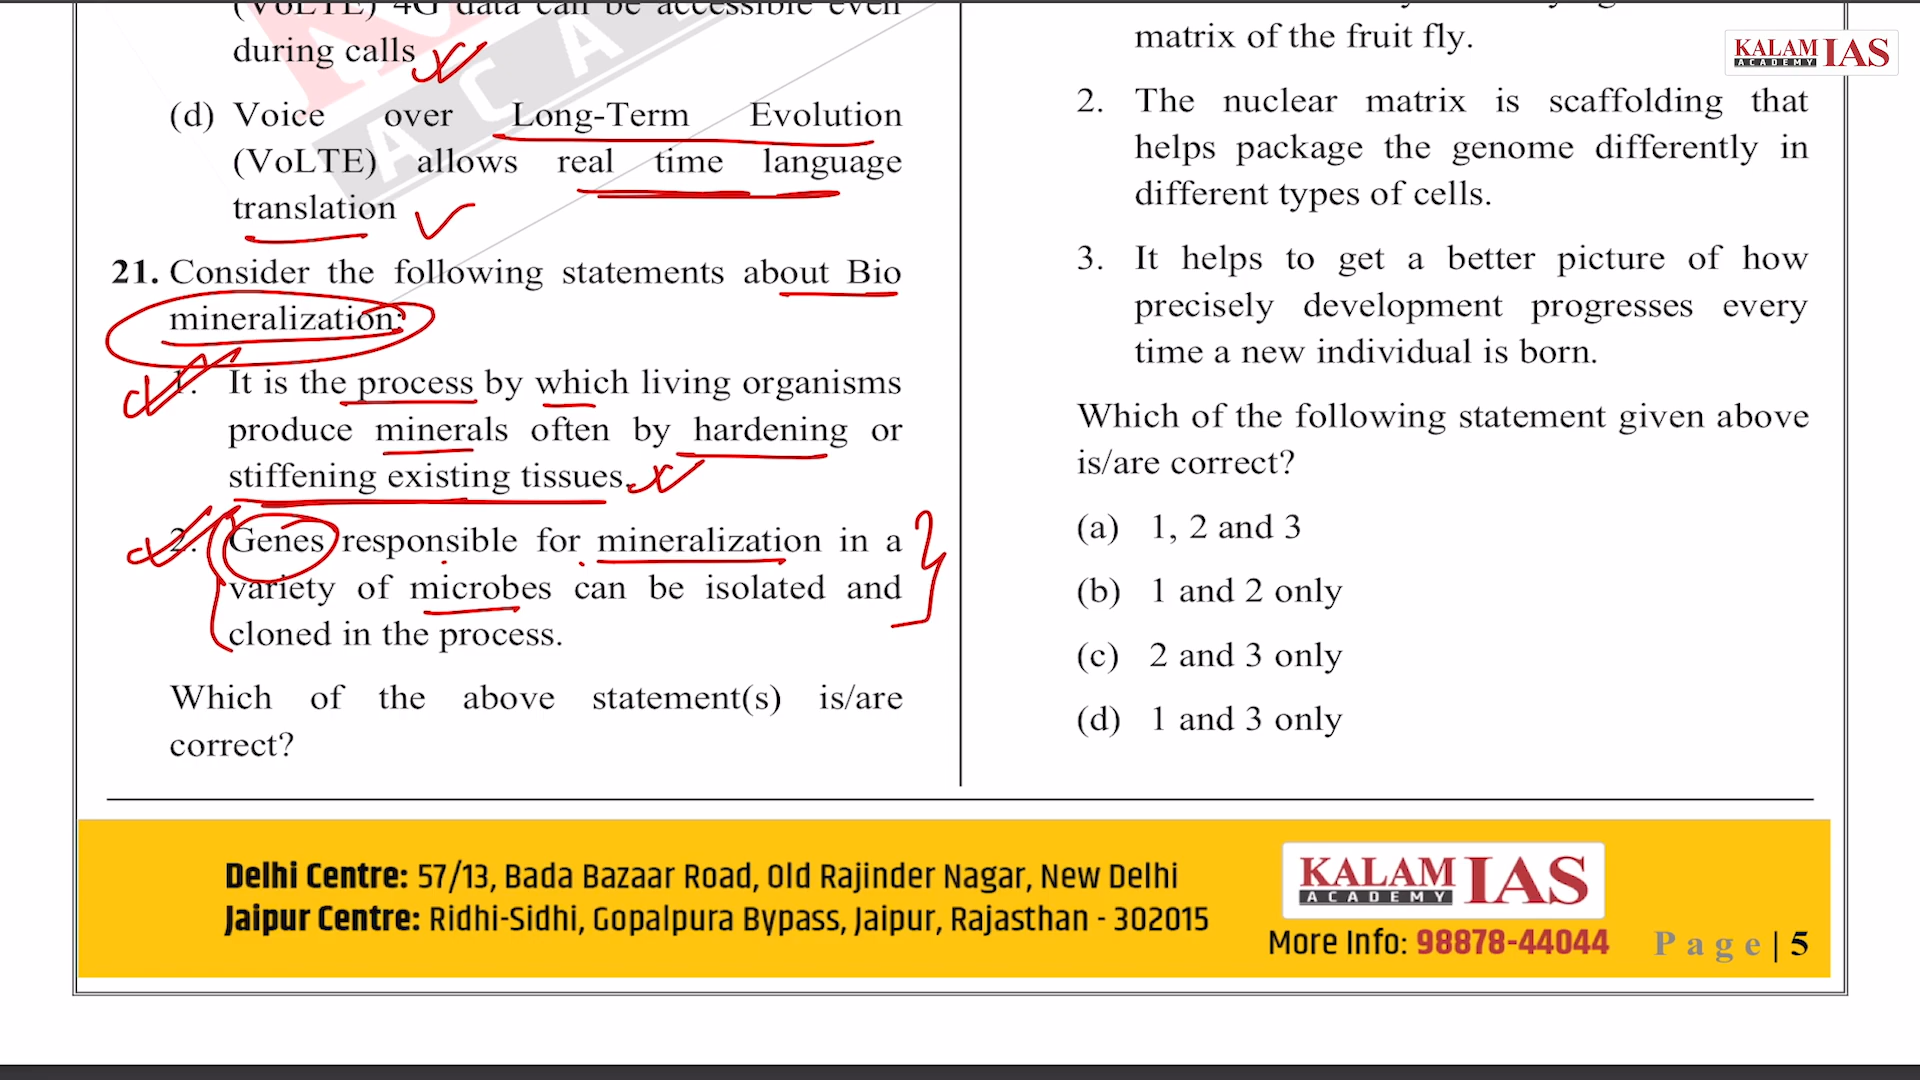 (VoLTE) 4G data can be accessible even
during calls
(d) Voice over Long-Term Evolution
(VoLTE) allows real time language
translation
21. Consider the following statements about Bio
mineralization:
1. It is the process by which living organisms
produce minerals often by hardening or
stiffening existing tissues.
2. Genes responsible for mineralization in a
variety of microbes can be isolated and
cloned in the process.
Which of the above statement(s) is/are
correct?
matrix of the fruit fly.
2. The nuclear matrix is scaffolding that
helps package the genome differently in
different types of cells.
3. It helps to get a better picture of how
precisely development progresses every
time a new individual is born.
Which of the following statement given above
is/are correct?
(a) 1, 2 and 3
(b) 1 and 2 only
(c) 2 and 3 only
(d) 1 and 3 only
KALAM IAS
ACADEMY
Delhi Centre: 57/13, Bada Bazaar Road, Old Rajinder Nagar, New Delhi
Jaipur Centre: Ridhi-Sidhi, Gopalpura Bypass, Jaipur, Rajasthan - 302015
KALAM IAS
ACADEMY
More Info: 98878-44044
Page | 5